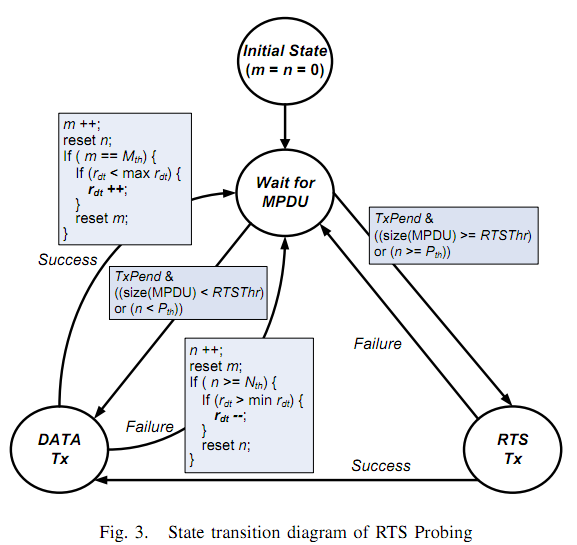 Initial State
(m = n = 0)
m ++;
reset n;
If ( m == Mth) {
If (rdt < max rdt) {
rdt ++;
}
reset m;
}
Wait for
MPDU
TxPend &
((size(MPDU) >= RTSThr)
or (n >= Pth))
Success
TxPend &
((size(MPDU) < RTSThr)
or (n < Pth))
n ++;
reset m;
If ( n >= Nth) {
If (rdt > min rdt) {
rdt --;
}
reset n;
}
Failure
Failure
DATA
Tx
RTS
Tx
Success
Fig. 3. State transition diagram of RTS Probing